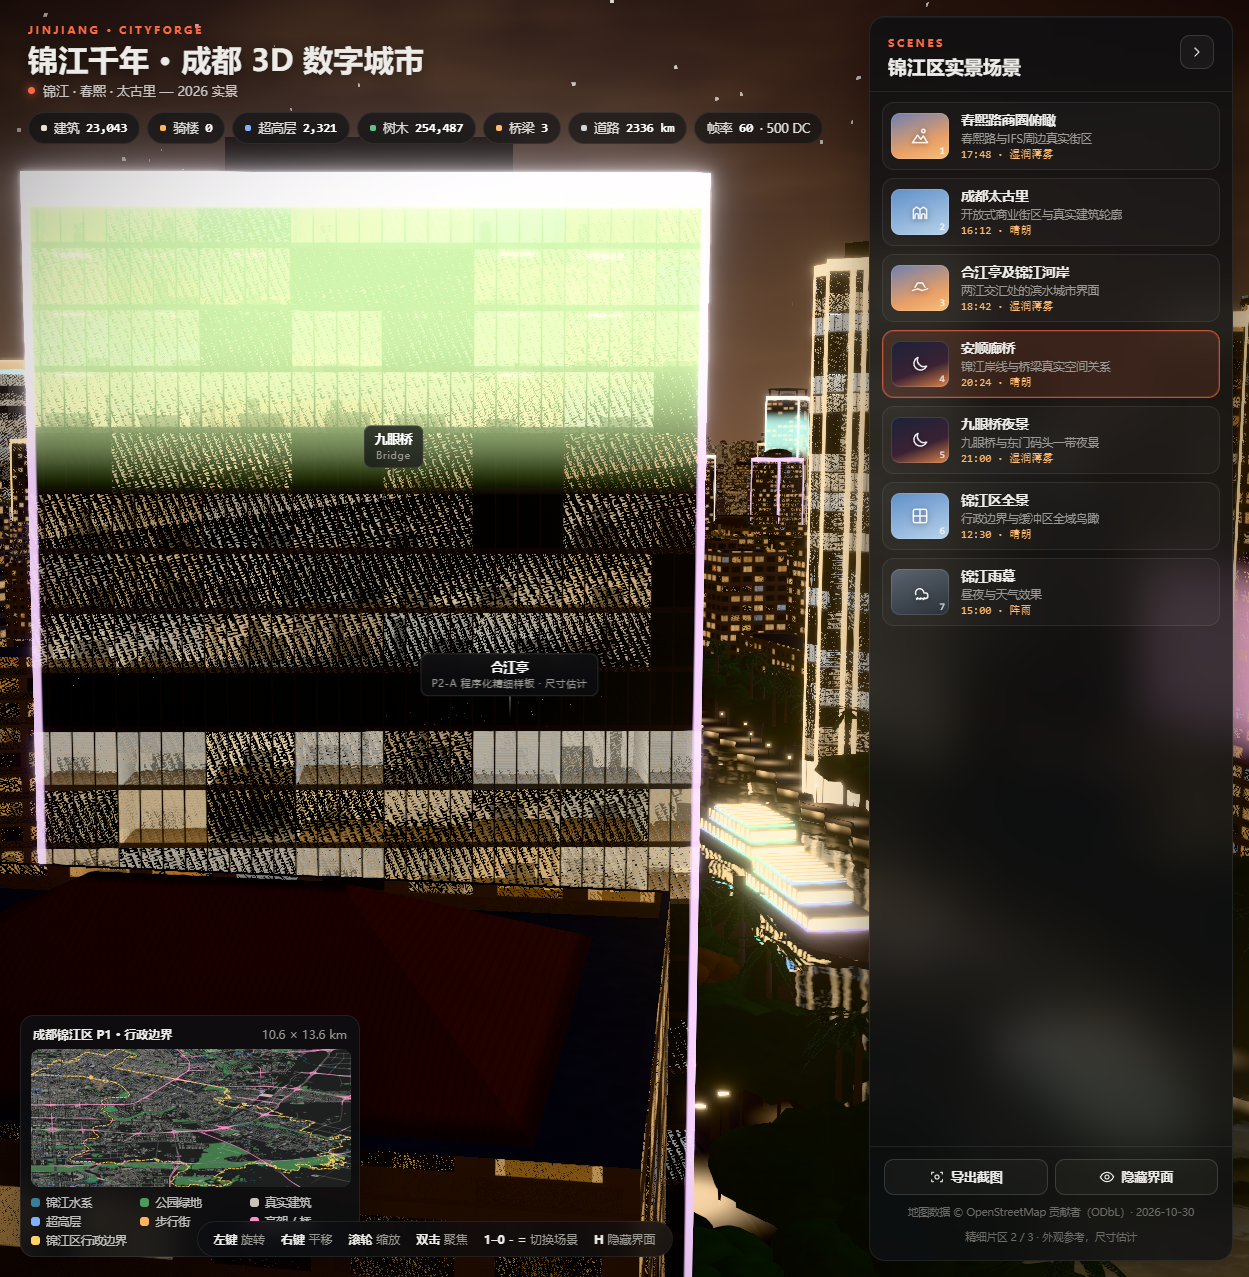 JINJIANG • CITYFORGE
锦江千年 • 成都 3D 数字城市
锦江 · 春熙 · 太古里 — 2026 实景
建筑 23,043
骑楼 0
超高层 2,321
树木 254,487
桥梁 3
道路 2336 km
帧率 60 · 500 DC
九眼桥
Bridge
合江亭
P2-A 程序化精细样板 · 尺寸估计
SCENES
锦江区实景场景
1
春熙路商圈俯瞰
春熙路与IFS周边真实街区
17:48 · 湿润薄雾
2
成都太古里
开放式商业街区与真实建筑轮廓
16:12 · 晴朗
3
合江亭及锦江河岸
两江交汇处的滨水城市界面
18:42 · 湿润薄雾
4
安顺廊桥
锦江岸线与桥梁真实空间关系
20:24 · 晴朗
5
九眼桥夜景
九眼桥与东门码头一带夜景
21:00 · 湿润薄雾
6
锦江区全景
行政边界与缓冲区全域鸟瞰
12:30 · 晴朗
7
锦江雨幕
昼夜与天气效果
15:00 · 阵雨
导出截图
隐藏界面
地图数据 © OpenStreetMap 贡献者（ODbL）· 2026-10-30
精细片区 2 / 3 · 外观参考，尺寸估计
成都锦江区 P1 • 行政边界
10.6 × 13.6 km
锦江水系
公园绿地
真实建筑
超高层
步行街
锦江区行政边界
左键 旋转
右键 平移
滚轮 缩放
双击 聚焦
1–0 - = 切换场景
H 隐藏界面